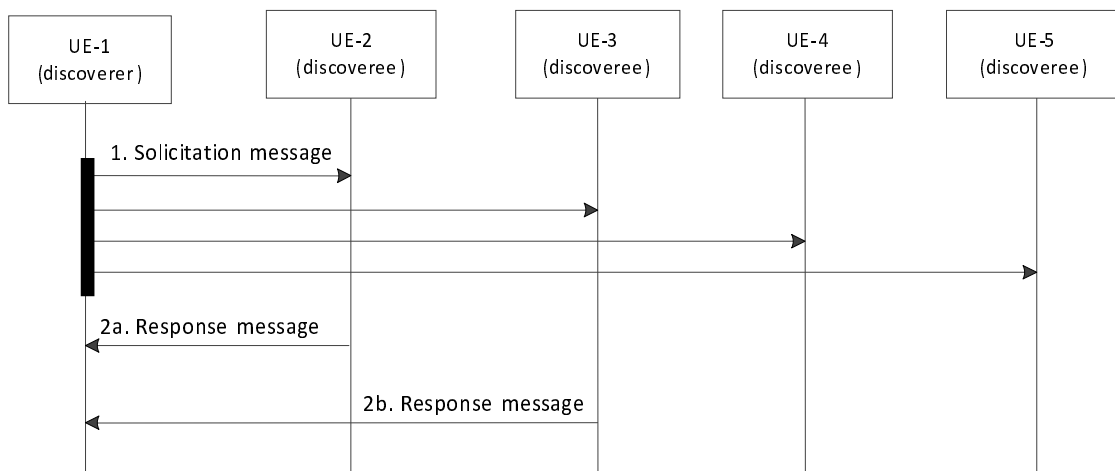 UE-1
(discoverer)
UE-2
(discoveree)
UE-3
(discoveree)
UE-4
(discoveree)
UE-5
(discoveree)
1. Solicitation message
2a. Response message
2b. Response message